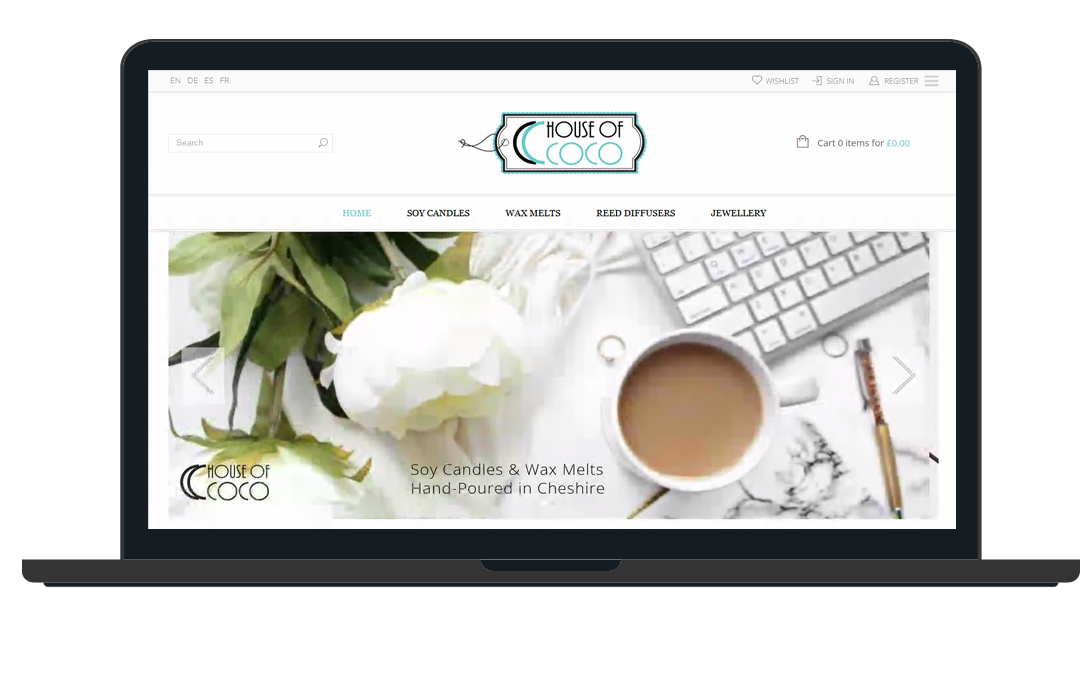 EN DE ES FR
WISHLIST SIGN IN REGISTER
Search
HOUSE OF
COCO
Cart 0 items for £0.00
HOME SOY CANDLES WAX MELTS REED DIFFUSERS JEWELLERY
HOUSE OF
COCO
Soy Candles & Wax Melts
Hand-Poured in Cheshire